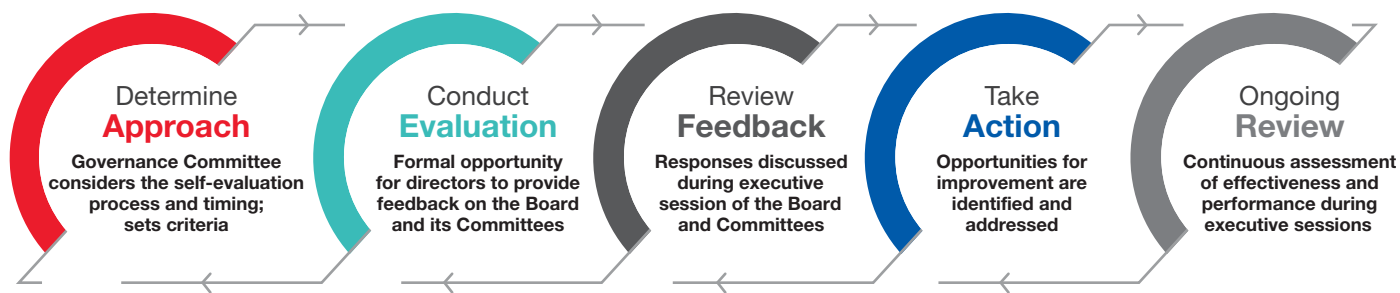 Determine
Approach
Governance Committee
considers the self-evaluation
process and timing;
sets criteria
Conduct
Evaluation
Formal opportunity
for directors to provide
feedback on the Board
and its Committees
Review
Feedback
Responses discussed
during executive
session of the Board
and Committees
Take
Action
Opportunities for
improvement are
identified and
addressed
Ongoing
Review
Continuous assessment
of effectiveness and
performance during
executive sessions